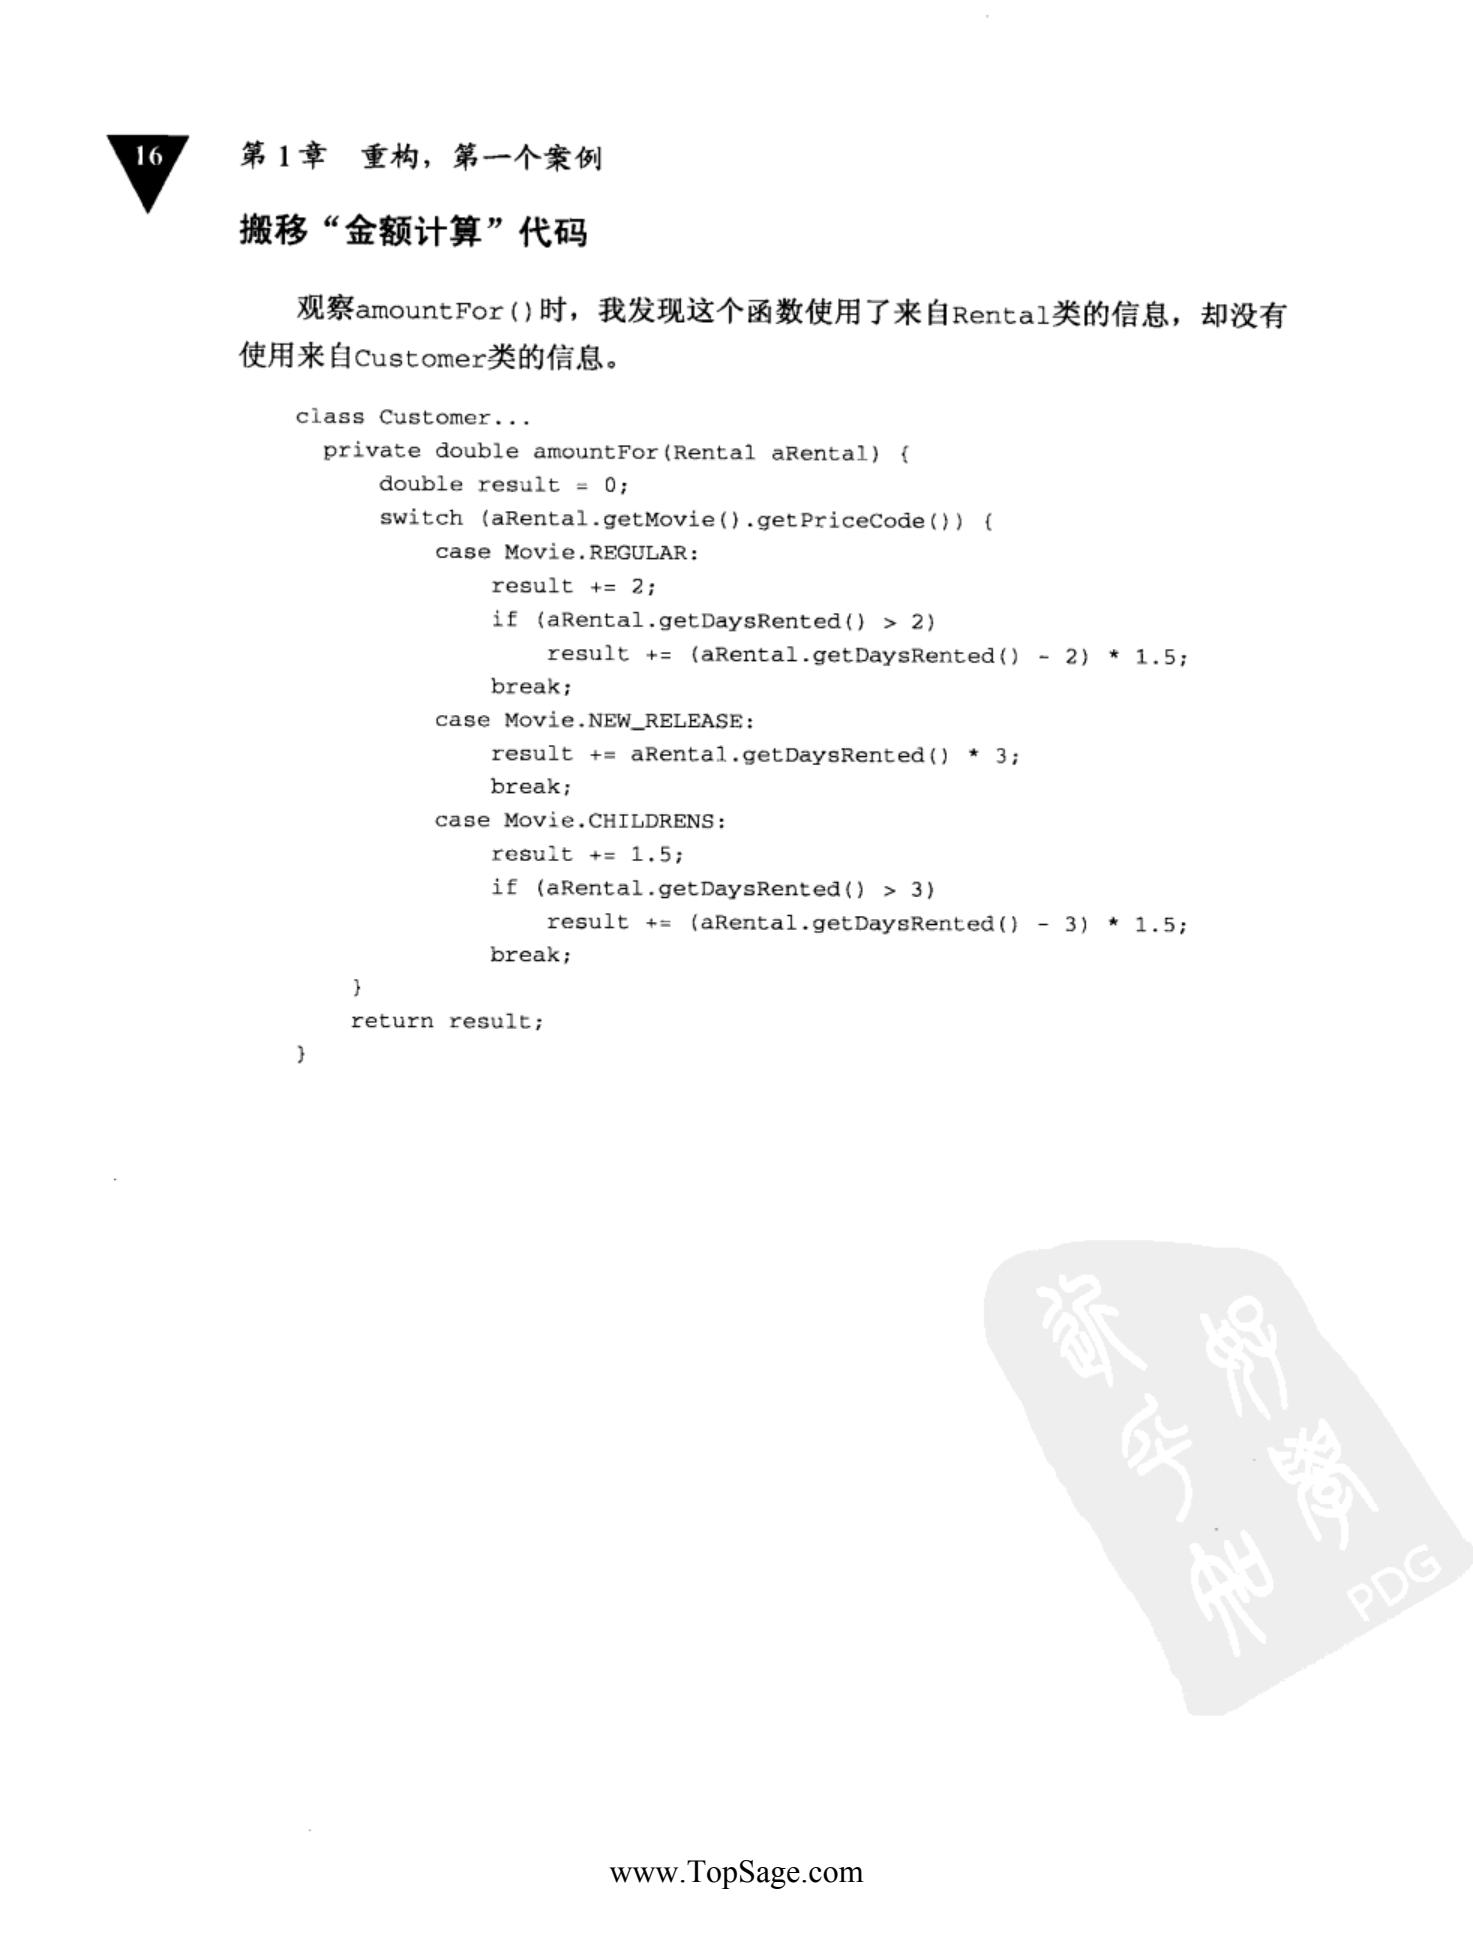 16
第1章 重构，第一个案例
搬移“金额计算”代码
观察amountFor()时，我发现这个函数使用了来自Rental类的信息，却没有
使用来自Customer类的信息。
class Customer...
  private double amountFor(Rental aRental) {
      double result = 0;
      switch (aRental.getMovie().getPriceCode()) {
          case Movie.REGULAR:
              result += 2;
              if (aRental.getDaysRented() > 2)
                  result += (aRental.getDaysRented() - 2) * 1.5;
              break;
          case Movie.NEW_RELEASE:
              result += aRental.getDaysRented() * 3;
              break;
          case Movie.CHILDRENS:
              result += 1.5;
              if (aRental.getDaysRented() > 3)
                  result += (aRental.getDaysRented() - 3) * 1.5;
              break;
    }
    return result;
}
PDG
www.TopSage.com